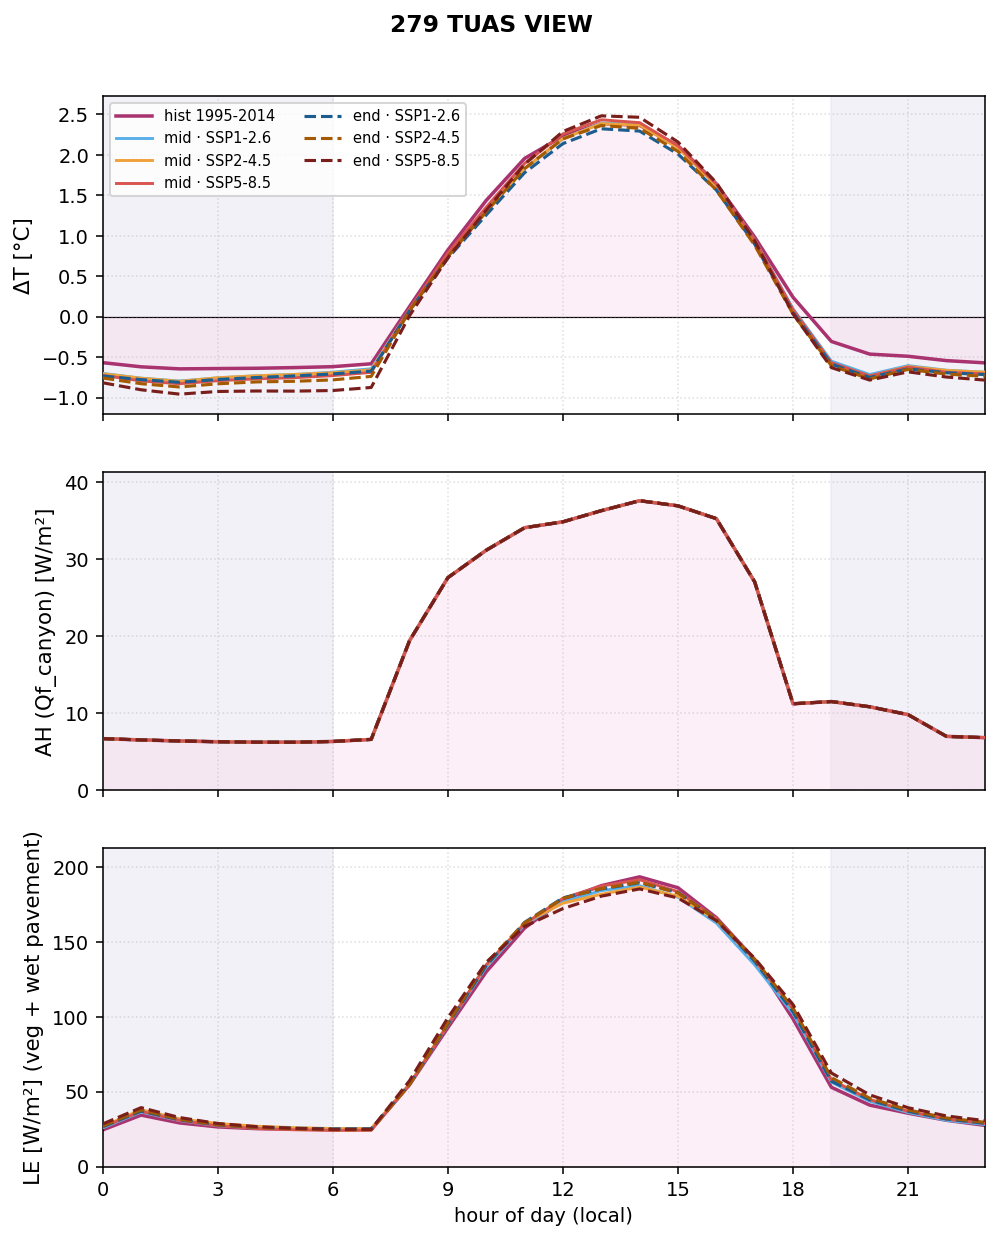 279 TUAS VIEW
hist 1995-2014
mid · SSP1-2.6
mid · SSP2-4.5
mid · SSP5-8.5
end · SSP1-2.6
end · SSP2-4.5
end · SSP5-8.5
ΔT [°C]
2.5
2.0
1.5
1.0
0.5
0.0
−0.5
−1.0
AH (Qf_canyon) [W/m²]
40
30
20
10
0
LE [W/m²] (veg + wet pavement)
200
150
100
50
0
0 3 6 9 12 15 18 21
hour of day (local)